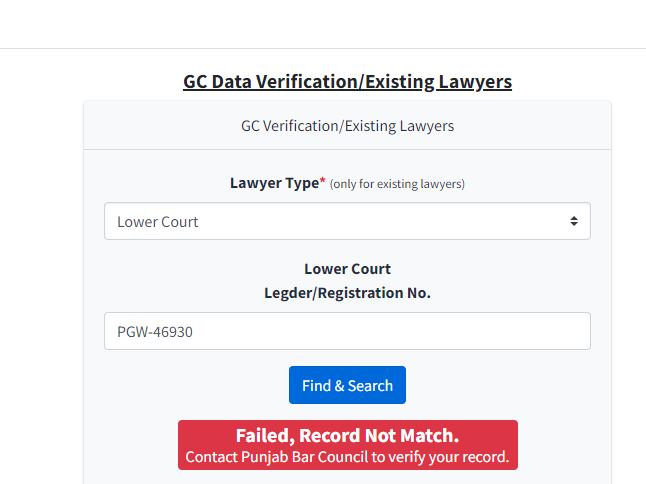 GC Data Verification/Existing Lawyers
GC Verification/Existing Lawyers
Lawyer Type* (only for existing lawyers)
Lower Court
Lower Court
Legder/Registration No.
PGW-46930
Find & Search
Failed, Record Not Match.
Contact Punjab Bar Council to verify your record.